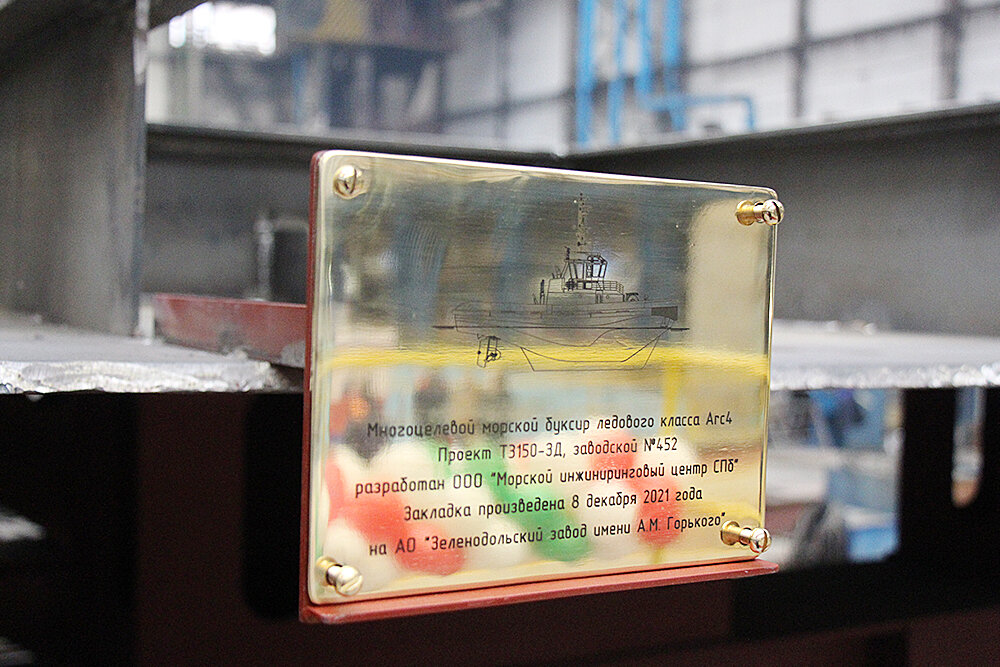 Многоцелевой морской буксир ледового класса Arc4
Проект Т3150-ЗД, заводской №452
разработан ООО "Морской инжиниринговый центр СПб"
Закладка произведена 8 декабря 2021 года
на АО "Зеленодольский завод имени А.М. Горького"